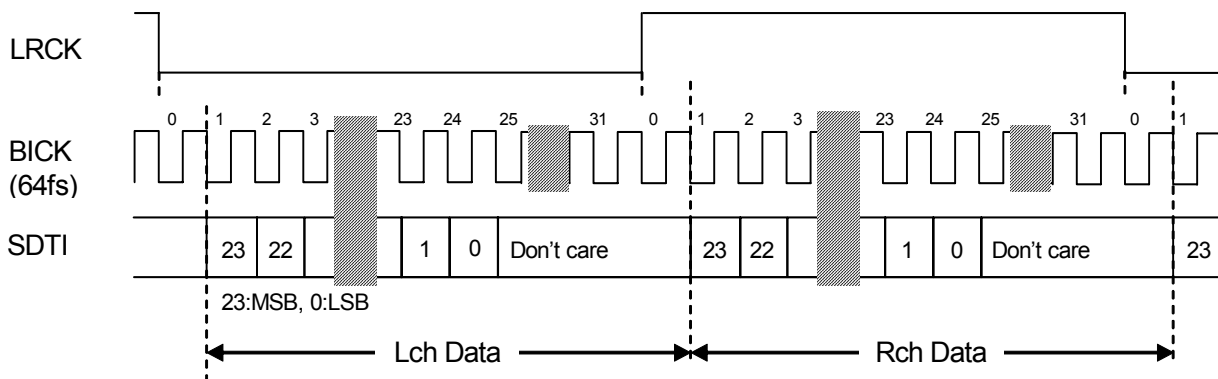 LRCK
0 1 2 3 23 24 25 31 0 1 2 3 23 24 25 31 0 1
BICK
(64fs)
SDTI 23 22 1 0 Don't care 23 22 1 0 Don't care 23
23:MSB, 0:LSB
Lch Data Rch Data